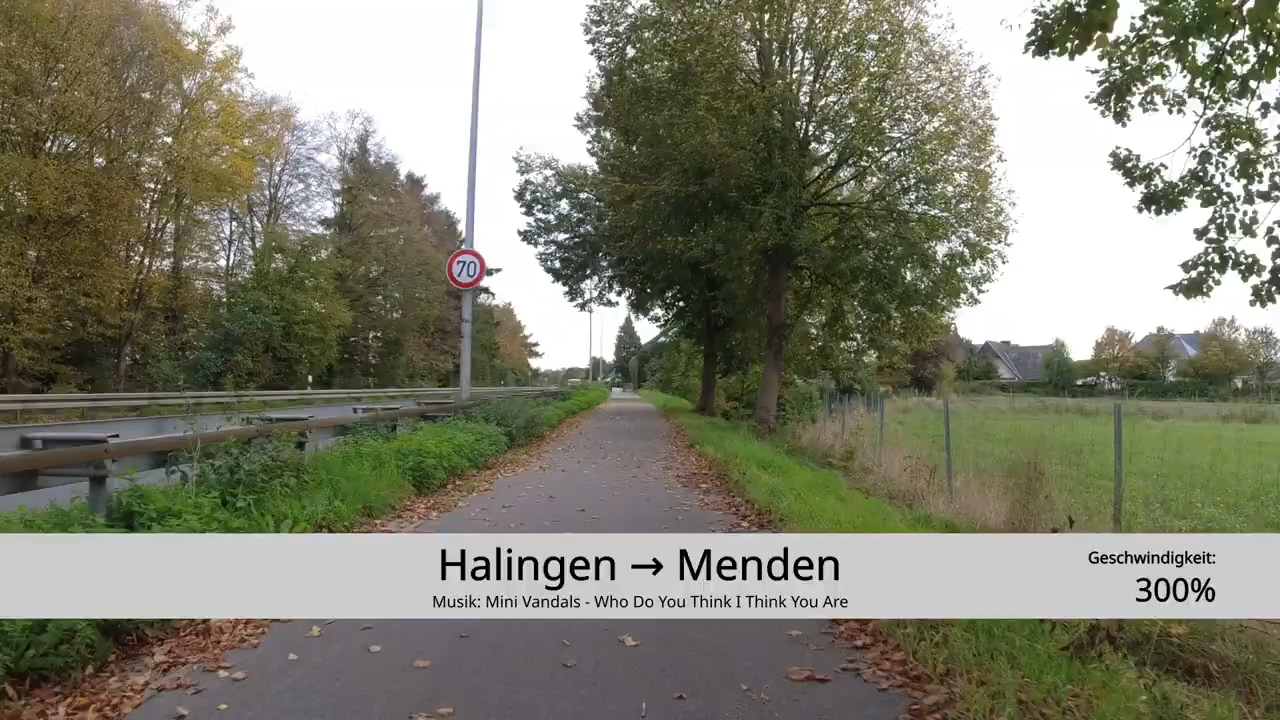 70
Halingen → Menden
Musik: Mini Vandals - Who Do You Think I Think You Are
Geschwindigkeit:
300%